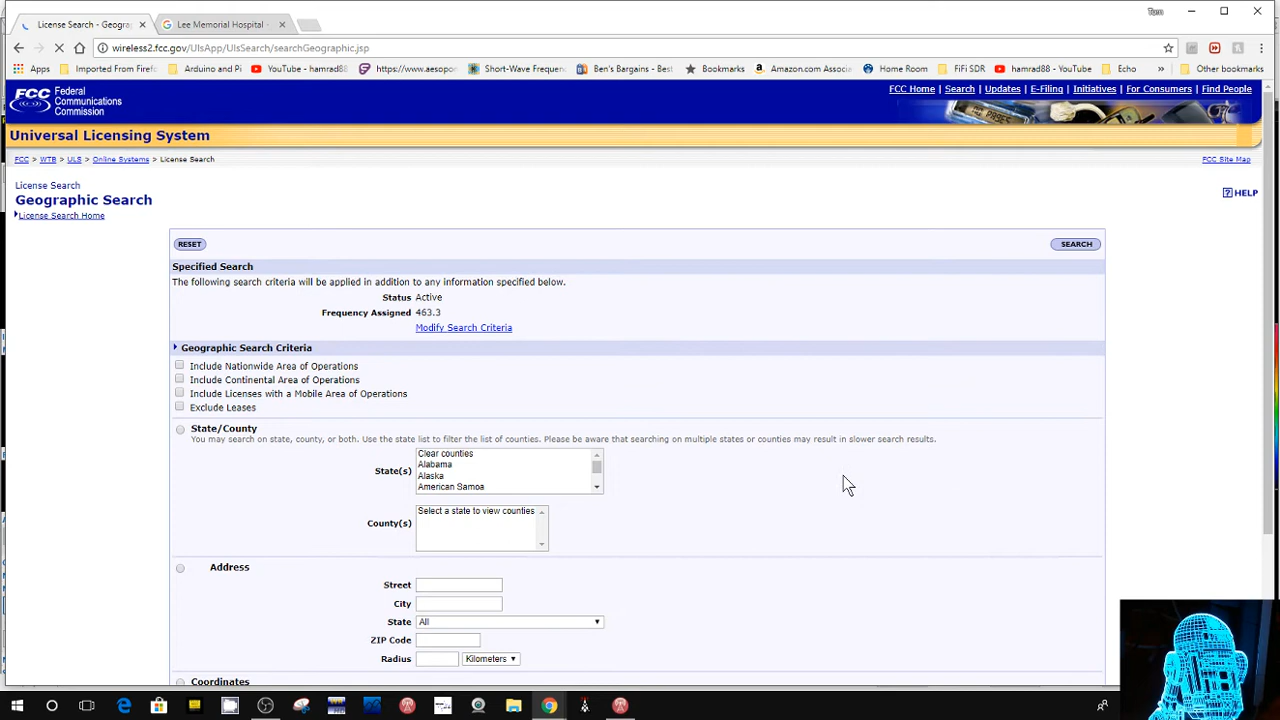 Tom
License Search - Geograp
Lee Memorial Hospital -
wireless2.fcc.gov/UlsApp/UlsSearch/searchGeographic.jsp
Apps Imported From Firef Arduino and Pi YouTube - hamrad88 https://www.aesopo Short-Wave Frequen Ben's Bargains - Best Bookmarks Amazon.com Associa Home Room FiFi SDR hamrad88 - YouTube Echo » Other bookmarks
FCC Federal Communications Commission
FCC Home | Search | Updates | E-Filing | Initiatives | For Consumers | Find People
Universal Licensing System
FCC > WTB > ULS > Online Systems > License Search
FCC Site Map
License Search
Geographic Search
License Search Home
? HELP
RESET
SEARCH
Specified Search
The following search criteria will be applied in addition to any information specified below.
Status Active
Frequency Assigned 463.3
Modify Search Criteria
Geographic Search Criteria
Include Nationwide Area of Operations
Include Continental Area of Operations
Include Licenses with a Mobile Area of Operations
Exclude Leases
State/County
You may search on state, county, or both. Use the state list to filter the list of counties. Please be aware that searching on multiple states or counties may result in slower search results.
State(s)
Clear counties
Alabama
Alaska
American Samoa
County(s)
Select a state to view counties
Address
Street
City
State All
ZIP Code
Radius Kilometers
Coordinates